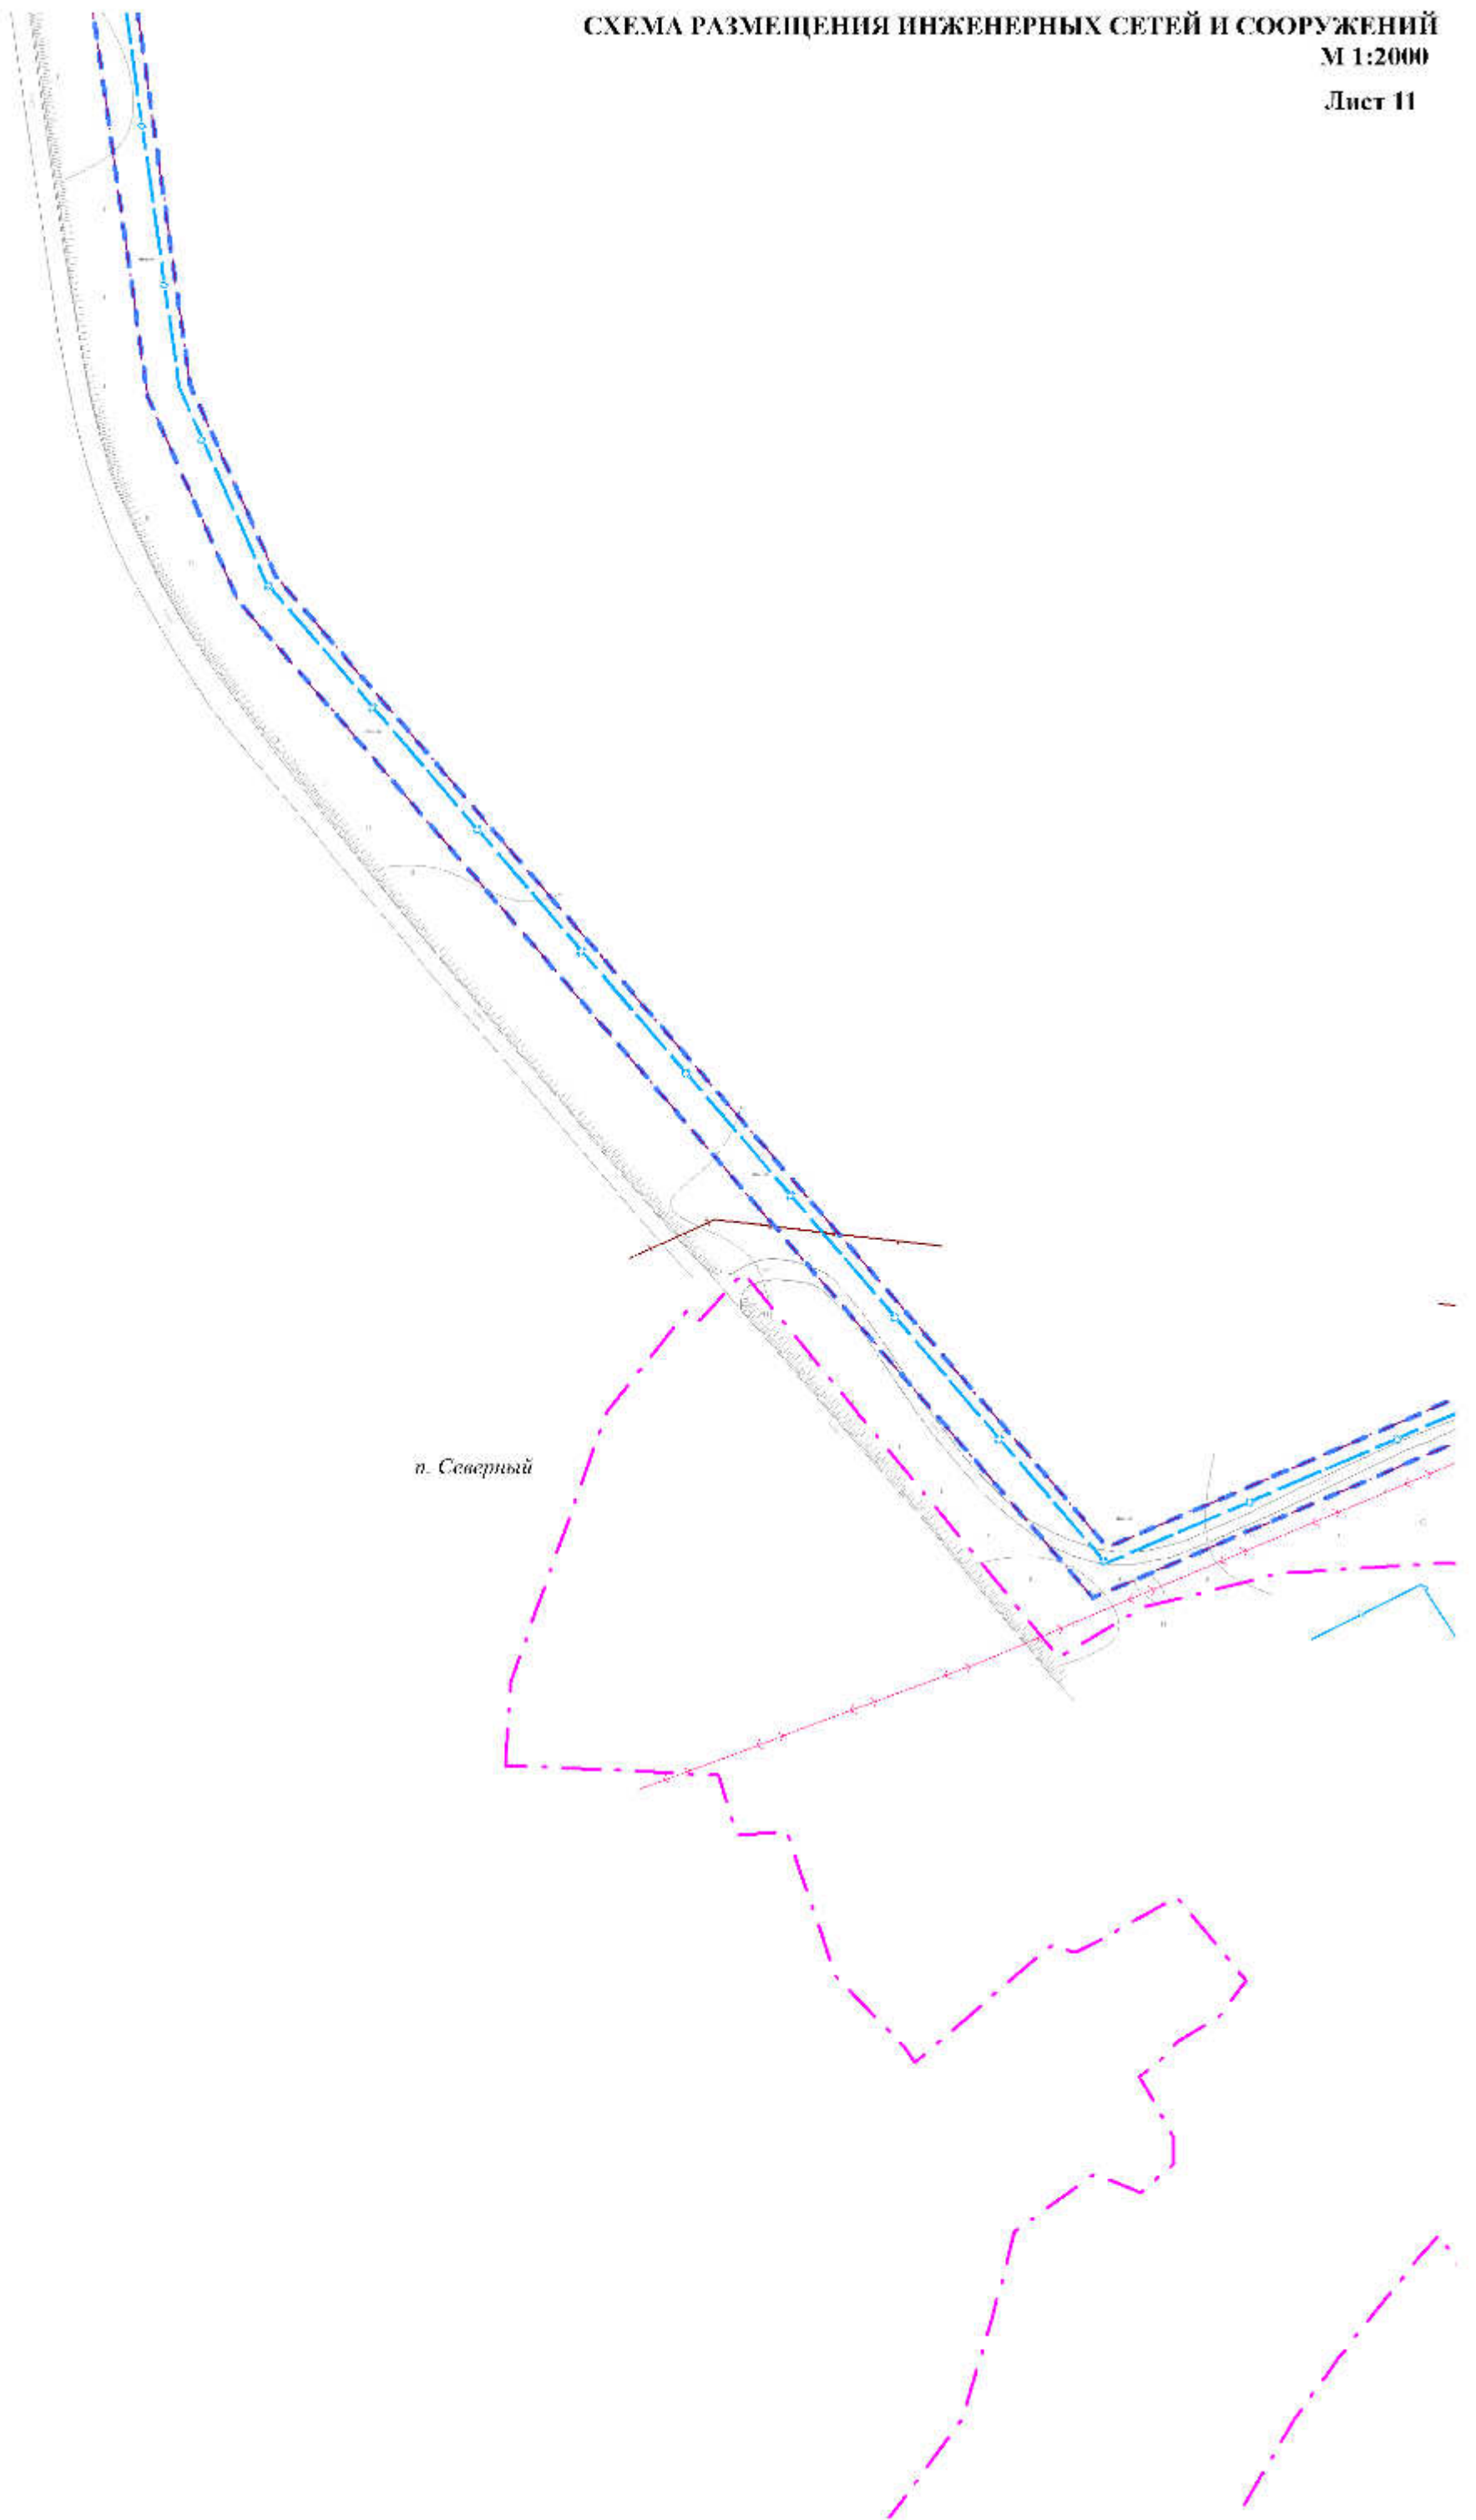 СХЕМА РАЗМЕЩЕНИЯ ИНЖЕНЕРНЫХ СЕТЕЙ И СООРУЖЕНИЙ
М 1:2000
Лист 11
п. Северный